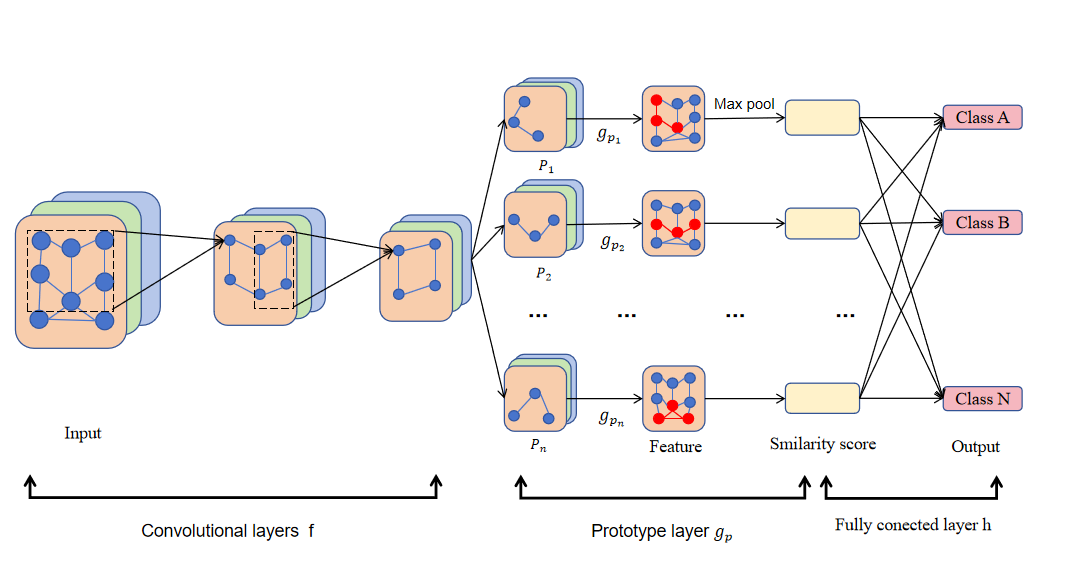 Max pool
Class A
g_{p_1}
P_1
Class B
g_{p_2}
P_2
... ... ... ...
Class N
g_{p_n}
Input
P_n
Feature
Smilarity score
Output
Convolutional layers f
Prototype layer g_p
Fully conected layer h